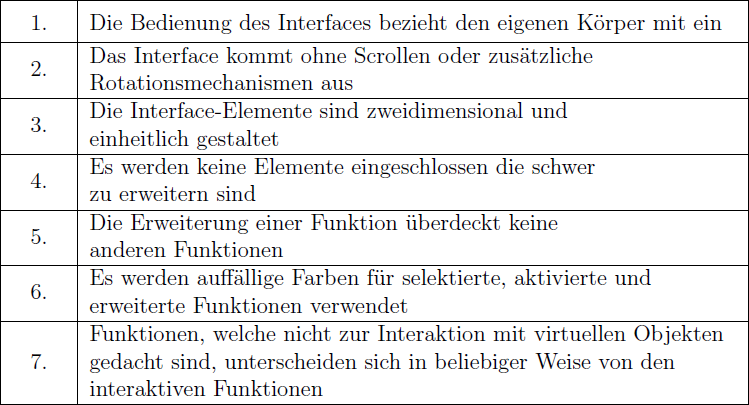 1. Die Bedienung des Interfaces bezieht den eigenen Körper mit ein
2. Das Interface kommt ohne Scrollen oder zusätzliche
Rotationsmechanismen aus
3. Die Interface-Elemente sind zweidimensional und
einheitlich gestaltet
4. Es werden keine Elemente eingeschlossen die schwer
zu erweitern sind
5. Die Erweiterung einer Funktion überdeckt keine
anderen Funktionen
6. Es werden auffällige Farben für selektierte, aktivierte und
erweiterte Funktionen verwendet
7. Funktionen, welche nicht zur Interaktion mit virtuellen Objekten
gedacht sind, unterscheiden sich in beliebiger Weise von den
interaktiven Funktionen